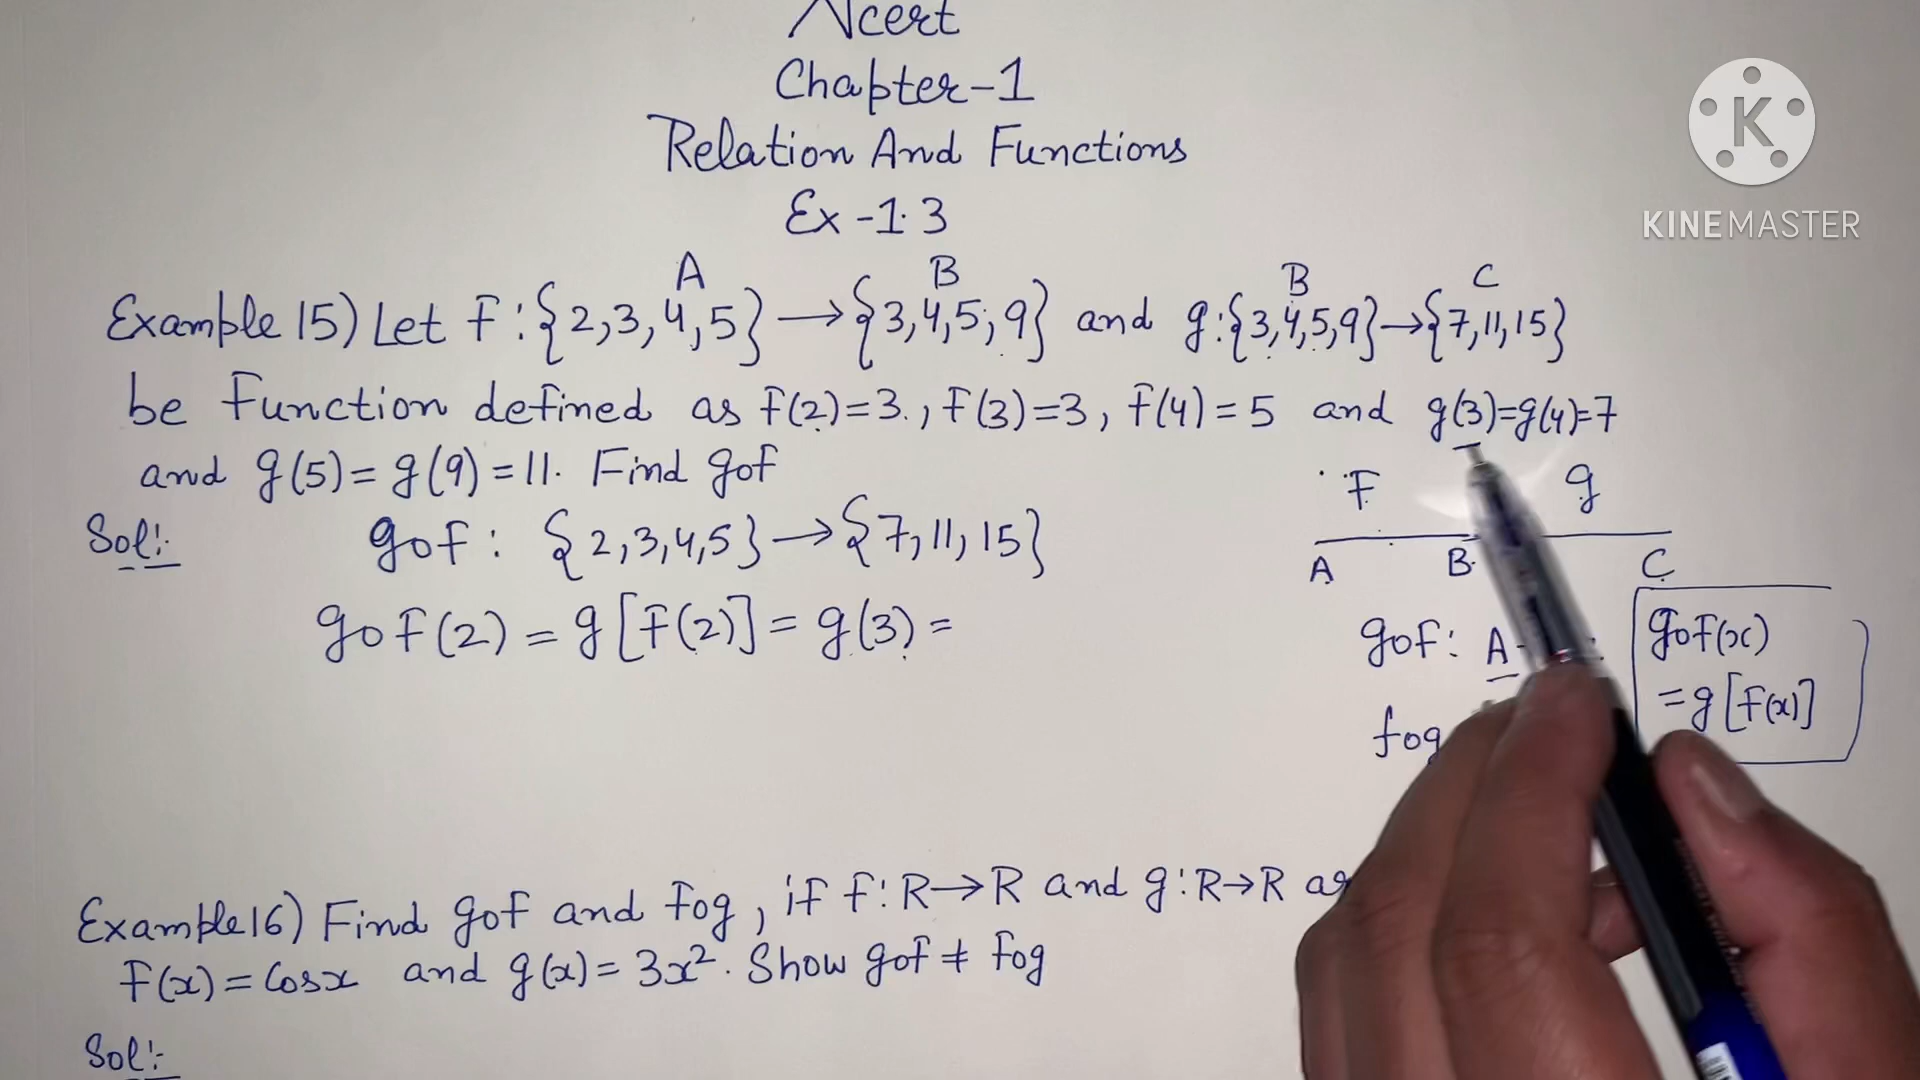 Ncert
Chapter-1
Relation And Functions
Ex-1.3
A B B C
Example 15) Let F:{2,3,4,5}→{3,4,5,9} and g:{3,4,5,9}→{7,11,15}
be Function defined as F(2)=3., F(3)=3, F(4)=5 and g(3)=g(4)=7
and g(5)=g(9)=11. Find goF
Sol:- goF: {2,3,4,5}→{7,11,15}
goF(2)=g[F(2)]=g(3)=
F g
A B C
goF: A
fog
goF(x)
=g[F(x)]
Example16) Find goF and Fog, if f:R→R and g:R→R
F(x)=Cosx and g(x)=3x². Show goF≠Fog
Sol:-
K
KINEMASTER